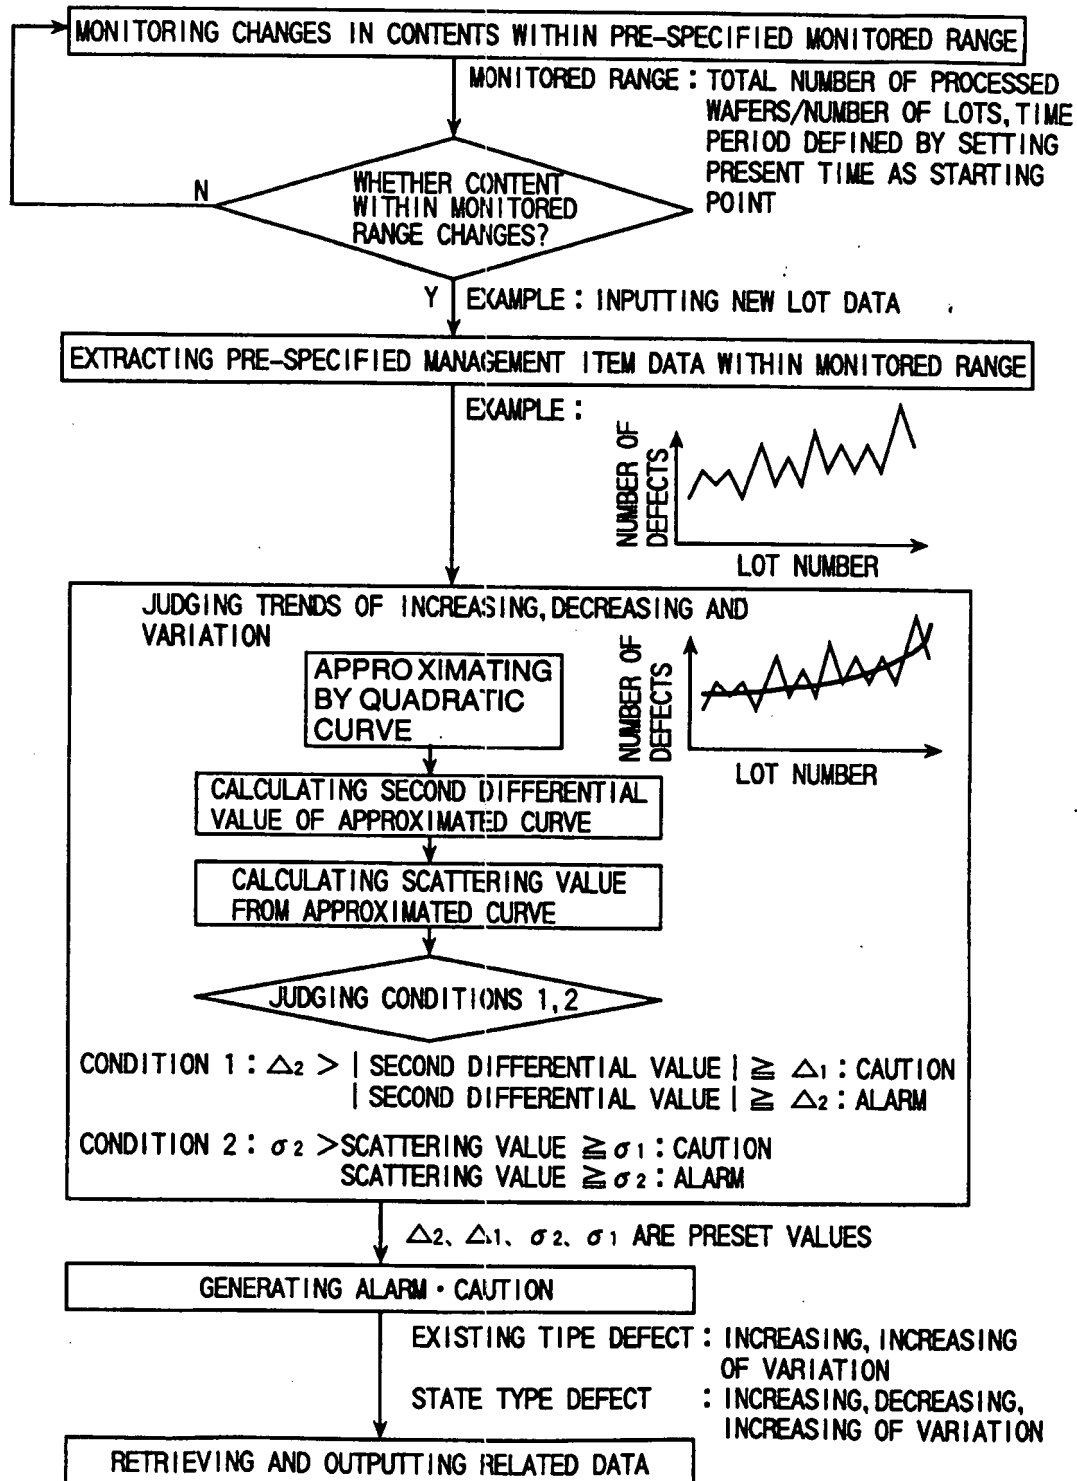 MONITORING CHANGES IN CONTENTS WITHIN PRE-SPECIFIED MONITORED RANGE
MONITORED RANGE : TOTAL NUMBER OF PROCESSED
WAFERS/NUMBER OF LOTS, TIME
PERIOD DEFINED BY SETTING
PRESENT TIME AS STARTING
POINT
N
WHETHER CONTENT
WITHIN MONITORED
RANGE CHANGES?
Y
EXAMPLE : INPUTTING NEW LOT DATA
EXTRACTING PRE-SPECIFIED MANAGEMENT ITEM DATA WITHIN MONITORED RANGE
EXAMPLE :
NUMBER OF
DEFECTS
LOT NUMBER
JUDGING TRENDS OF INCREASING, DECREASING AND
VARIATION
APPROXIMATING
BY QUADRATIC
CURVE
NUMBER OF
DEFECTS
LOT NUMBER
CALCULATING SECOND DIFFERENTIAL
VALUE OF APPROXIMATED CURVE
CALCULATING SCATTERING VALUE
FROM APPROXIMATED CURVE
JUDGING CONDITIONS 1, 2
CONDITION 1 : △2 > | SECOND DIFFERENTIAL VALUE | ≧ △1 : CAUTION
| SECOND DIFFERENTIAL VALUE | ≧ △2 : ALARM
CONDITION 2 : σ2 > SCATTERING VALUE ≧ σ1 : CAUTION
SCATTERING VALUE ≧ σ2 : ALARM
△2、 △1、 σ2、 σ1 ARE PRESET VALUES
GENERATING ALARM・CAUTION
EXISTING TIPE DEFECT : INCREASING, INCREASING
OF VARIATION
STATE TYPE DEFECT : INCREASING, DECREASING,
INCREASING OF VARIATION
RETRIEVING AND OUTPUTTING RELATED DATA